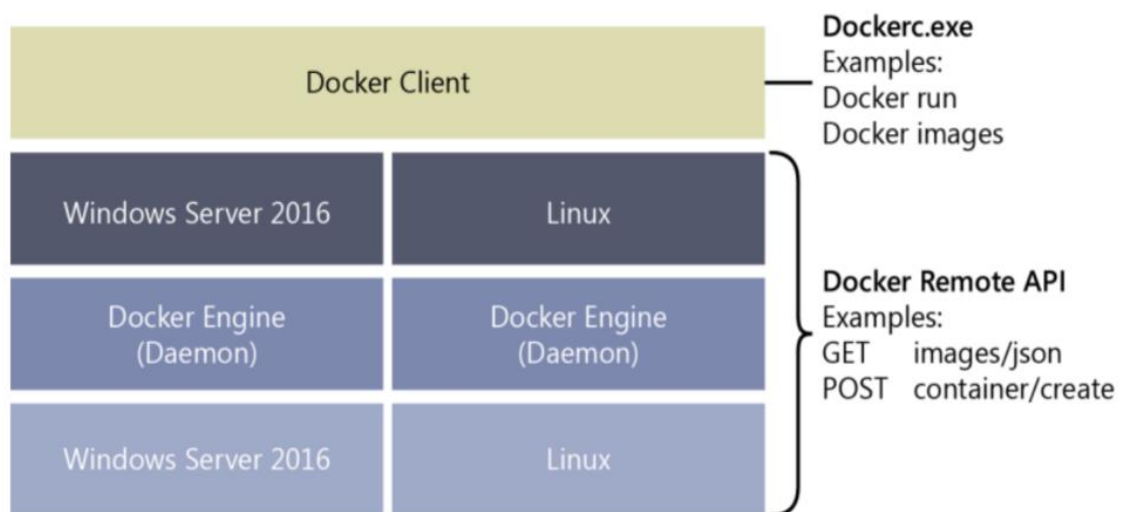 Docker Client
Dockerc.exe
Examples:
Docker run
Docker images
Windows Server 2016
Linux
Docker Engine
(Daemon)
Docker Engine
(Daemon)
Windows Server 2016
Linux
Docker Remote API
Examples:
GET images/json
POST container/create